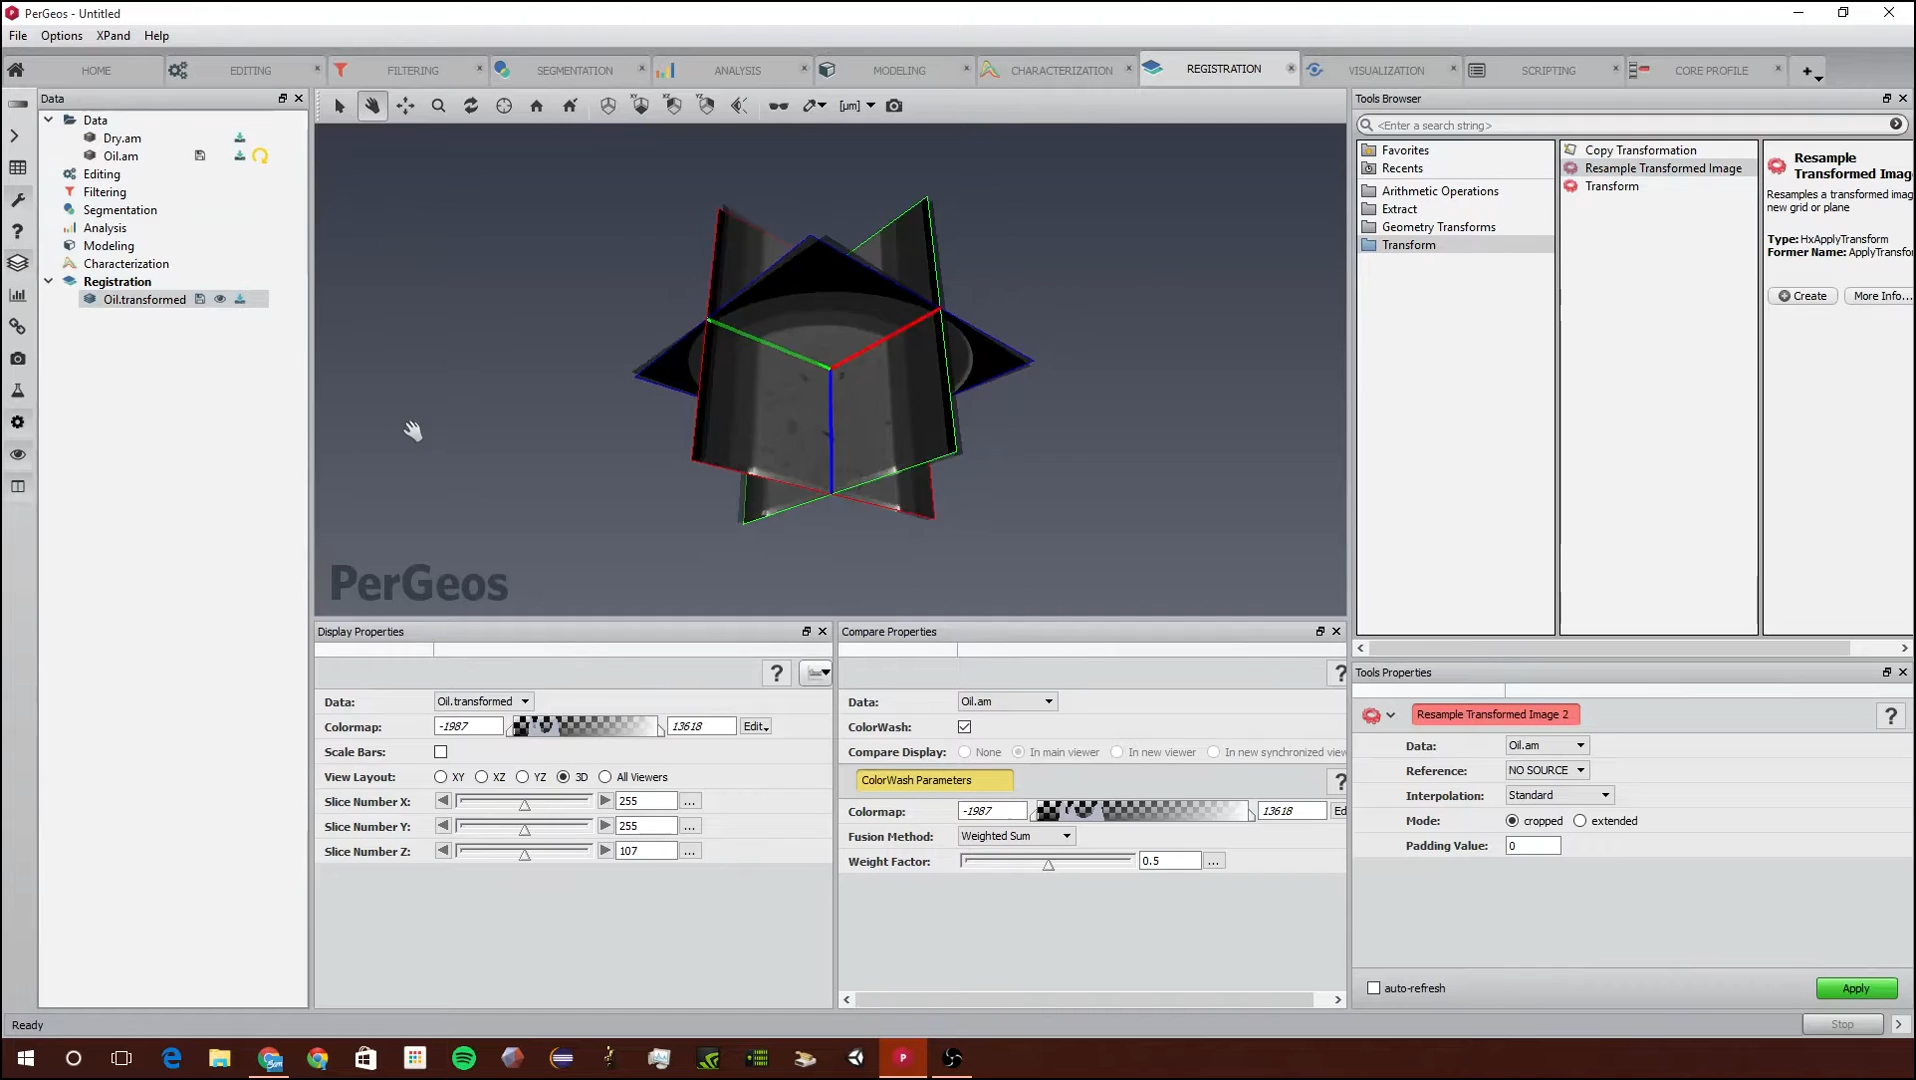 PerGeos - Untitled
File Options XPand Help
HOME EDITING FILTERING SEGMENTATION ANALYSIS MODELING CHARACTERIZATION REGISTRATION VISUALIZATION SCRIPTING CORE PROFILE
Data
Data
Dry.am
Oil.am
Editing
Filtering
Segmentation
Analysis
Modeling
Characterization
Registration
Oil.transformed
XY XZ YZ [µm]
PerGeos
Display Properties
Data: Oil.transformed
Colormap: -1987 13618 Edit
Scale Bars:
View Layout: XY XZ YZ 3D All Viewers
Slice Number X: 255 ...
Slice Number Y: 255 ...
Slice Number Z: 107 ...
Compare Properties
Data: Oil.am
ColorWash:
Compare Display: None In main viewer In new viewer In new synchronized view
ColorWash Parameters
Colormap: -1987 13618 Ed
Fusion Method: Weighted Sum
Weight Factor: 0.5 ...
Tools Browser
<Enter a search string>
Favorites
Recents
Arithmetic Operations
Extract
Geometry Transforms
Transform
Copy Transformation
Resample Transformed Image
Transform
Resample
Transformed Imag
Resamples a transformed imag
new grid or plane
Type: HxApplyTransform
Former Name: ApplyTransfor
Create More Info...
Tools Properties
Resample Transformed Image 2
Data: Oil.am
Reference: NO SOURCE
Interpolation: Standard
Mode: cropped extended
Padding Value: 0
auto-refresh Apply
Ready Stop